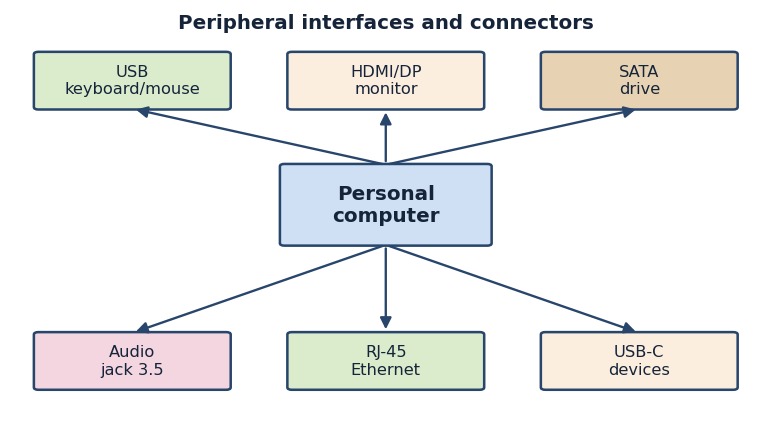 Peripheral interfaces and connectors
USB
keyboard/mouse
HDMI/DP
monitor
SATA
drive
Personal
computer
Audio
jack 3.5
RJ-45
Ethernet
USB-C
devices